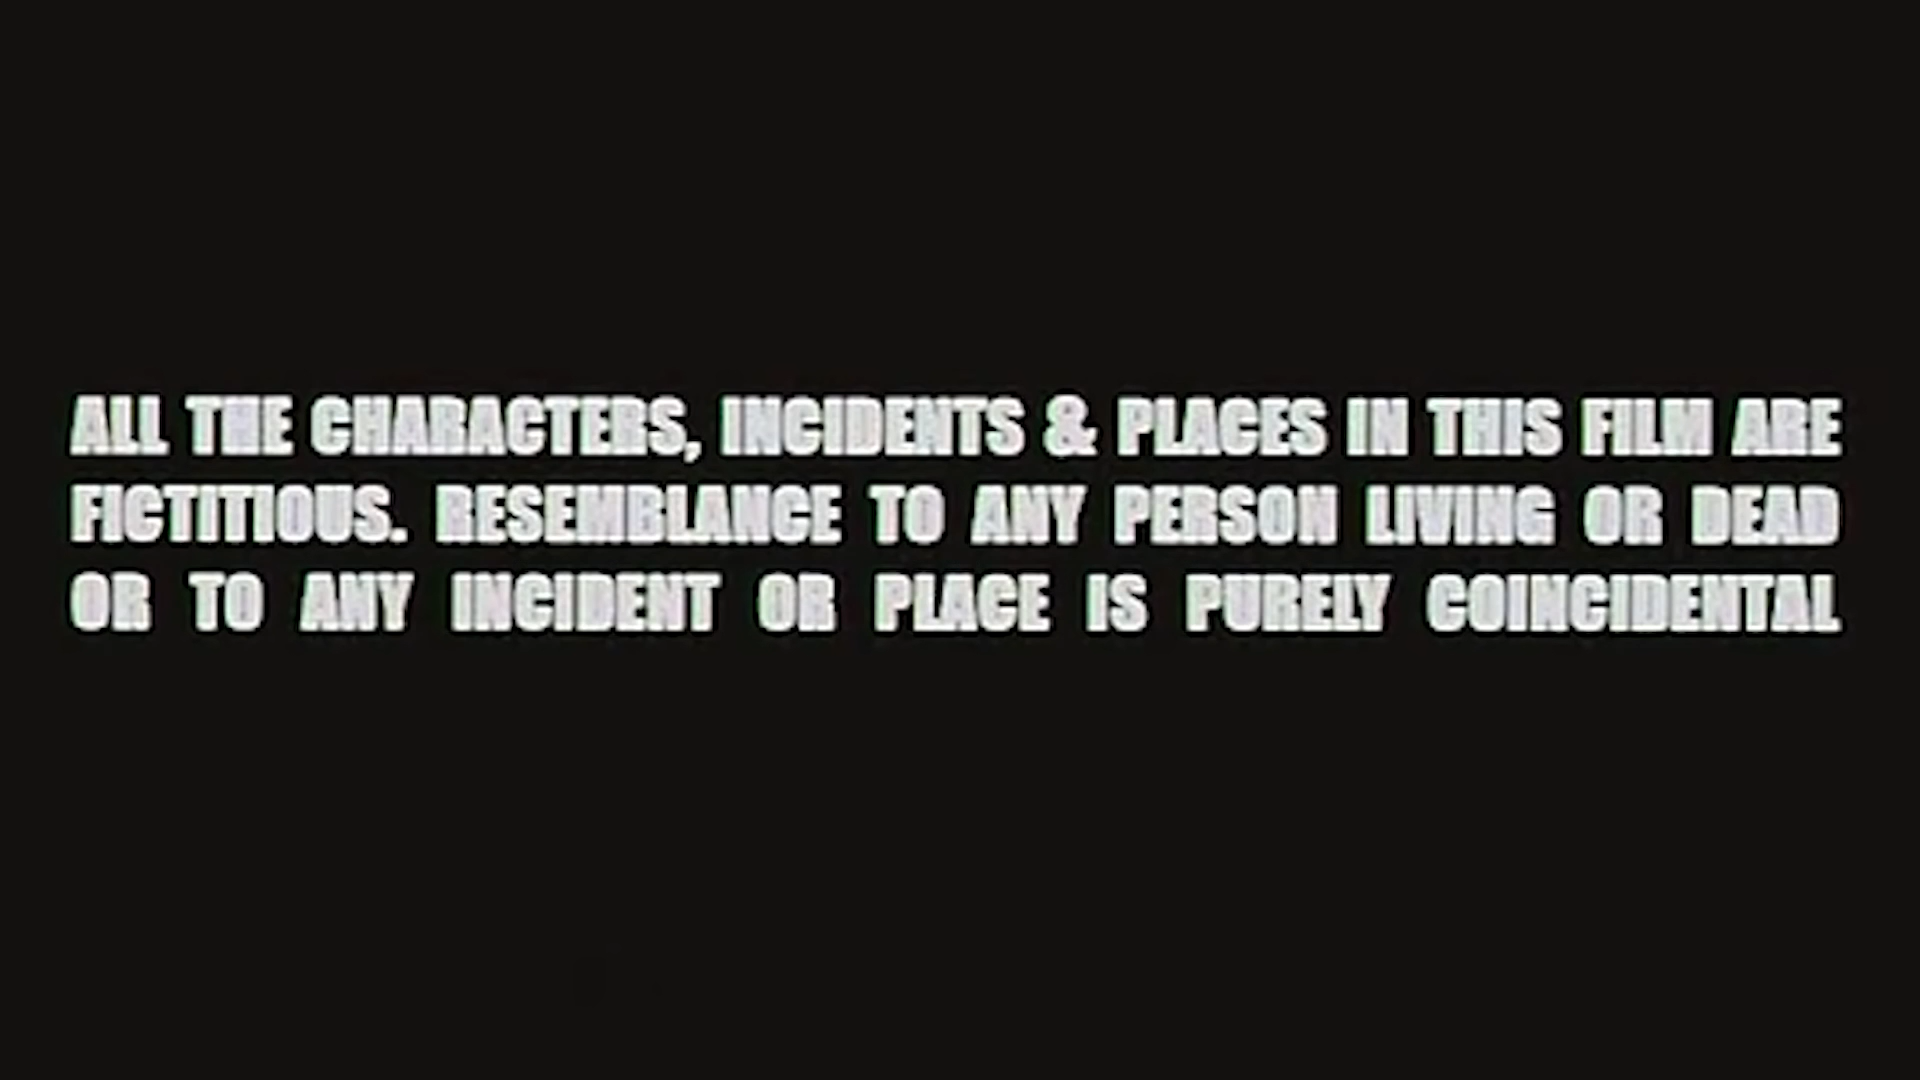 ALL THE CHARACTERS, INCIDENTS & PLACES IN THIS FILM ARE
FICTITIOUS. RESEMBLANCE TO ANY PERSON LIVING OR DEAD
OR TO ANY INCIDENT OR PLACE IS PURELY COINCIDENTAL